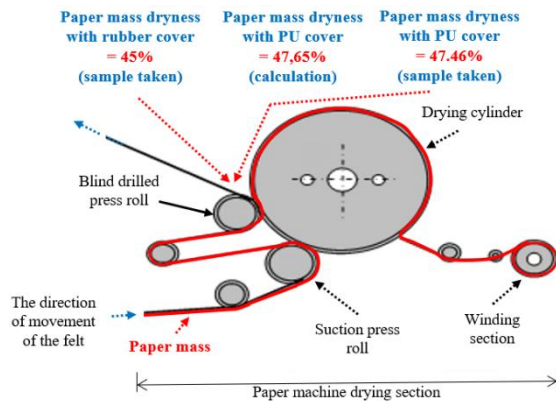 Paper mass dryness
with rubber cover
= 45%
(sample taken)
Paper mass dryness
with PU cover
= 47,65%
(calculation)
Paper mass dryness
with PU cover
= 47.46%
(sample taken)
Drying cylinder
Blind drilled
press roll
The direction
of movement
of the felt
Paper mass
Suction press
roll
Winding
section
Paper machine drying section